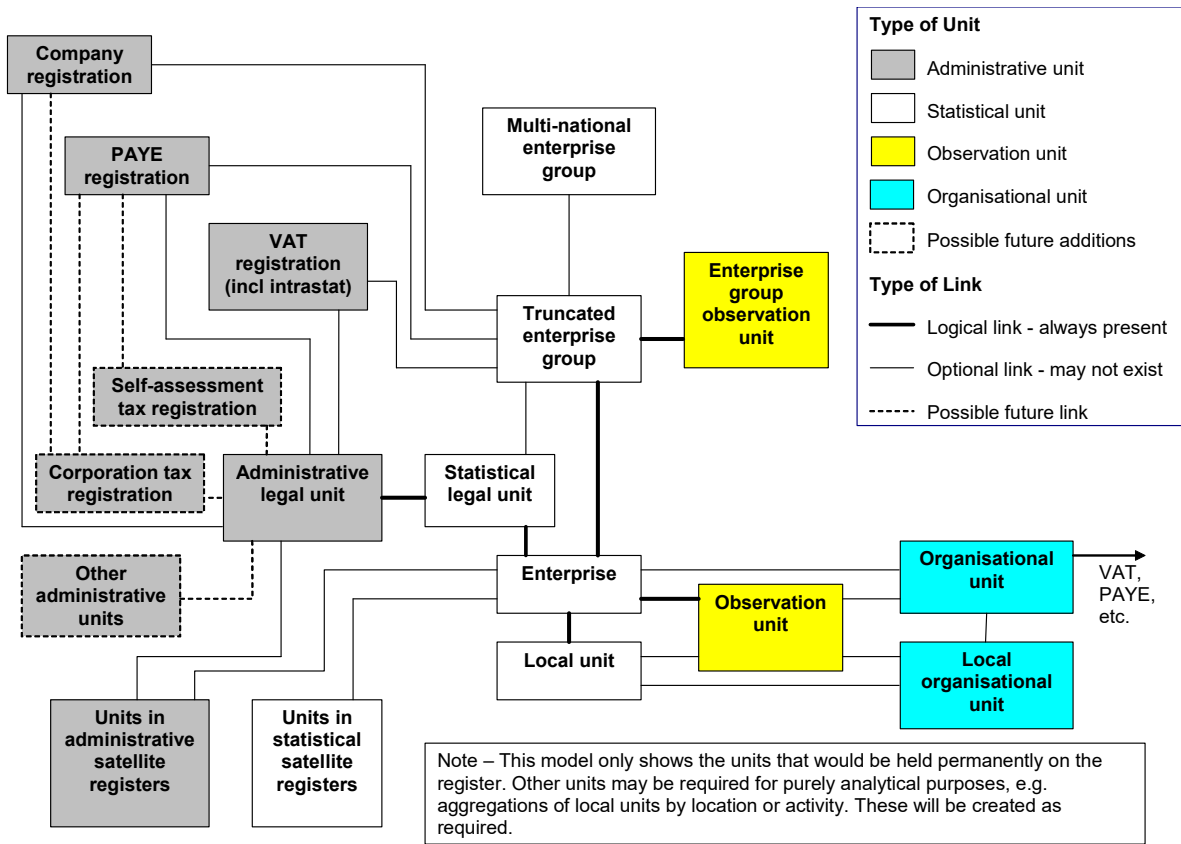 Company
registration
PAYE
registration
VAT
registration
(incl intrastat)
Self-assessment
tax registration
Corporation tax
registration
Administrative
legal unit
Other
administrative
units
Units in
administrative
satellite
registers
Units in
statistical
satellite
registers
Multi-national
enterprise
group
Truncated
enterprise
group
Enterprise
group
observation
unit
Statistical
legal unit
Enterprise
Local unit
Observation
unit
Organisational
unit
Local
organisational
unit
VAT,
PAYE,
etc.
Type of Unit
Administrative unit
Statistical unit
Observation unit
Organisational unit
Possible future additions
Type of Link
Logical link - always present
Optional link - may not exist
Possible future link
Note – This model only shows the units that would be held permanently on the
register. Other units may be required for purely analytical purposes, e.g.
aggregations of local units by location or activity. These will be created as
required.